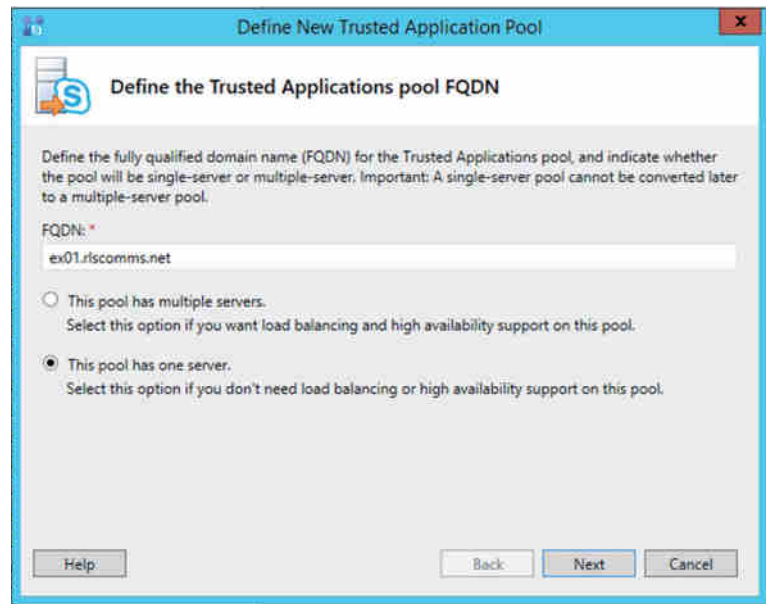 Define New Trusted Application Pool
Define the Trusted Applications pool FQDN
Define the fully qualified domain name (FQDN) for the Trusted Applications pool, and indicate whether
the pool will be single-server or multiple-server. Important: A single-server pool cannot be converted later
to a multiple-server pool.
FQDN: *
ex01.rlscomms.net
This pool has multiple servers.
Select this option if you want load balancing and high availability support on this pool.
This pool has one server.
Select this option if you don't need load balancing or high availability support on this pool.
Help
Back
Next
Cancel